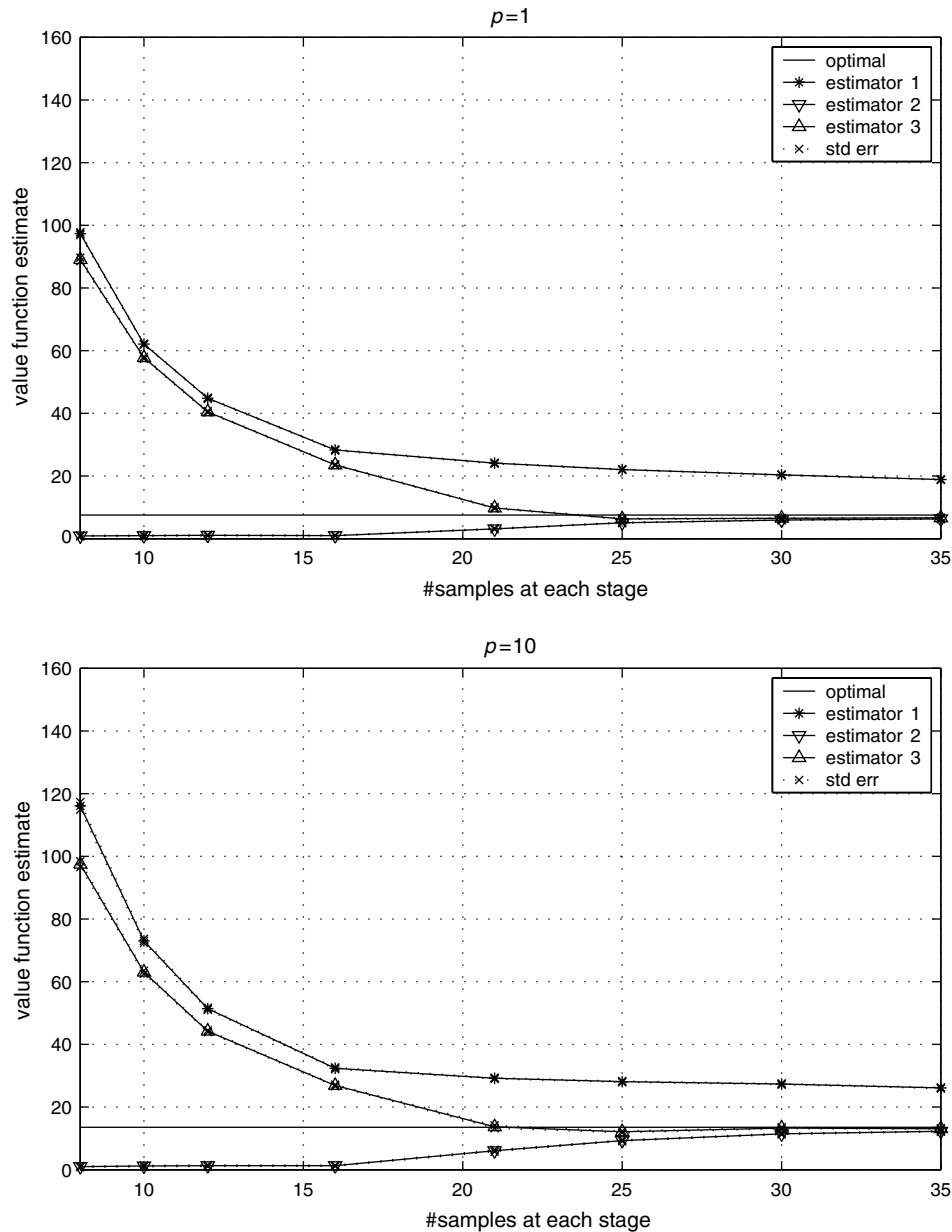 p=1
160
140
120
100
80
60
40
20
0
value function estimate
optimal
estimator 1
estimator 2
estimator 3
std err
10
15
20
25
30
35
#samples at each stage
p=10
160
140
120
100
80
60
40
20
0
value function estimate
optimal
estimator 1
estimator 2
estimator 3
std err
10
15
20
25
30
35
#samples at each stage